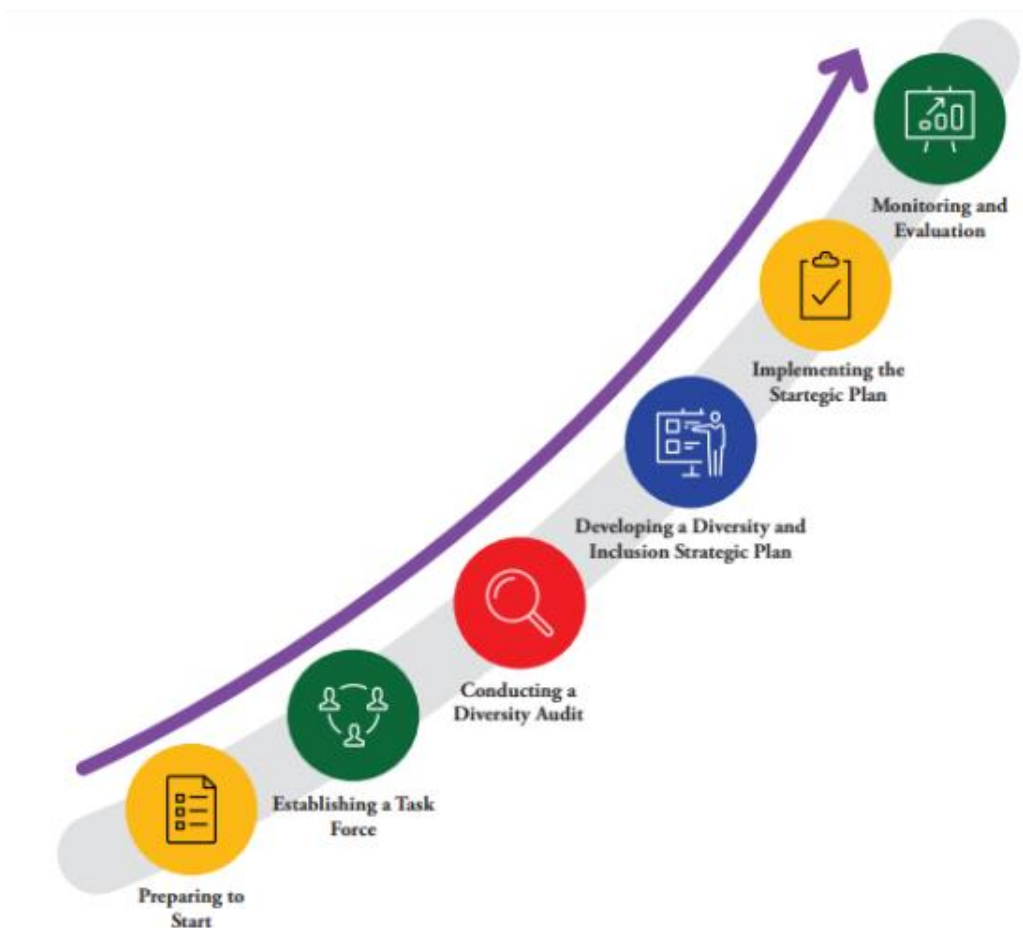 Monitoring and
Evaluation
Implementing the
Startegic Plan
Developing a Diversity and
Inclusion Strategic Plan
Conducting a
Diversity Audit
Establishing a Task
Force
Preparing to
Start